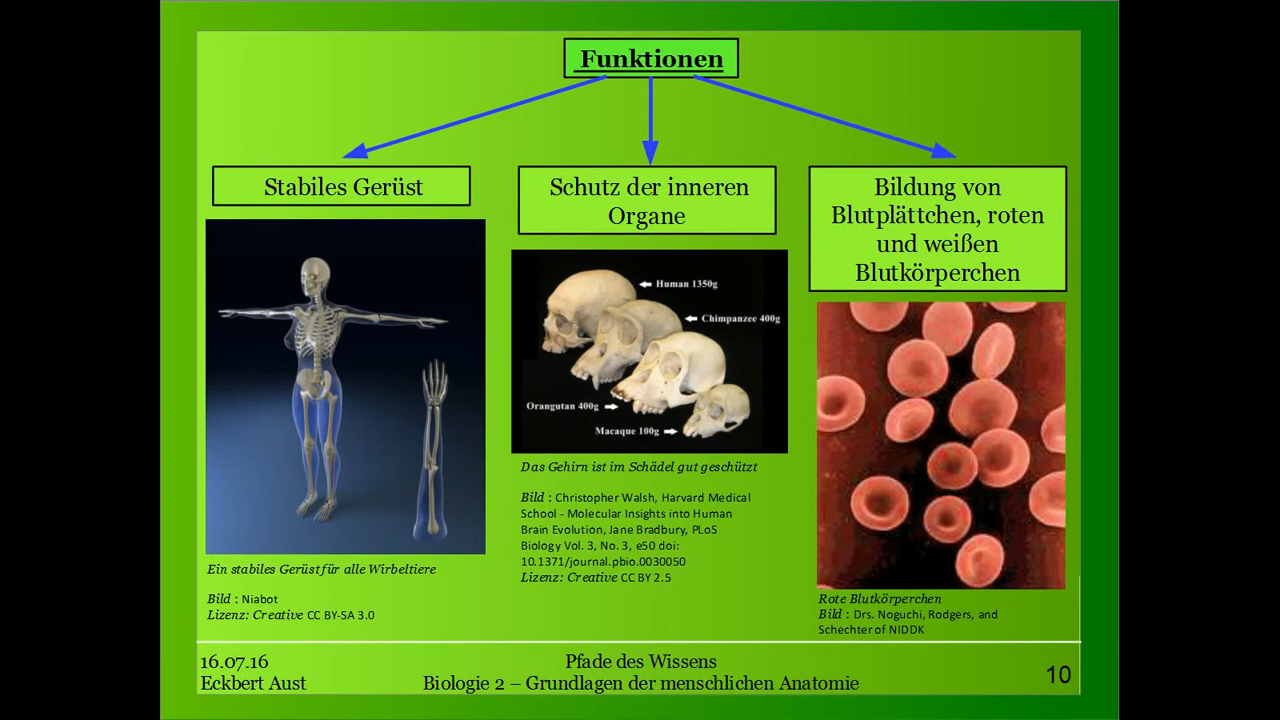 Funktionen
Stabiles Gerüst
Ein stabiles Gerüst für alle Wirbeltiere
Bild : Niabot
Lizenz: Creative CC BY-SA 3.0
Schutz der inneren
Organe
Human 1350g
Chimpanzee 400g
Orangutan 400g
Macaque 100g
Das Gehirn ist im Schädel gut geschützt
Bild : Christopher Walsh, Harvard Medical
School - Molecular Insights into Human
Brain Evolution, Jane Bradbury, PLoS
Biology Vol. 3, No. 3, e50 doi:
10.1371/journal.pbio.0030050
Lizenz: Creative CC BY 2.5
Bildung von
Blutplättchen, roten
und weißen
Blutkörperchen
Rote Blutkörperchen
Bild : Drs. Noguchi, Rodgers, and
Schechter of NIDDK
16.07.16
Eckbert Aust
Pfade des Wissens
Biologie 2 – Grundlagen der menschlichen Anatomie
10